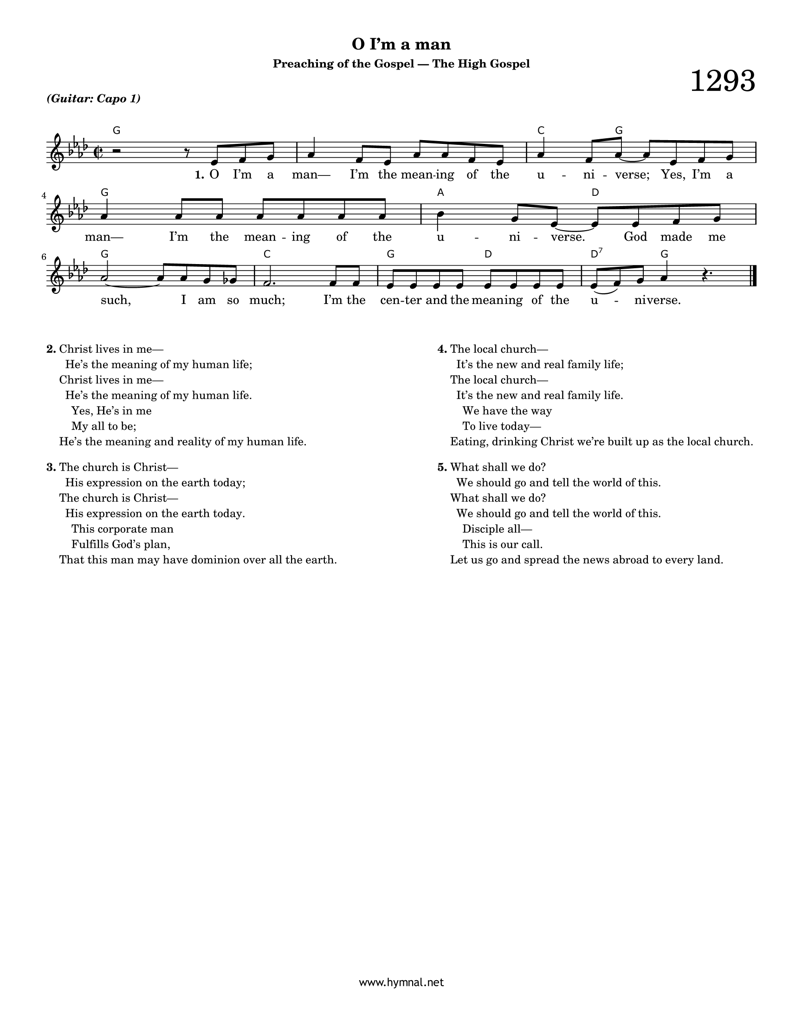 O I'm a man
Preaching of the Gospel — The High Gospel
1293
(Guitar: Capo 1)
G C G
1. O I'm a man— I'm the mean-ing of the u - ni - verse; Yes, I'm a
4 G A D
man— I'm the mean - ing of the u - ni - verse. God made me
6 G C G D D7 G
such, I am so much; I'm the cen-ter and the meaning of the u - niverse.
2. Christ lives in me—
He's the meaning of my human life;
Christ lives in me—
He's the meaning of my human life.
Yes, He's in me
My all to be;
He's the meaning and reality of my human life.
3. The church is Christ—
His expression on the earth today;
The church is Christ—
His expression on the earth today.
This corporate man
Fulfills God's plan,
That this man may have dominion over all the earth.
4. The local church—
It's the new and real family life;
The local church—
It's the new and real family life.
We have the way
To live today—
Eating, drinking Christ we're built up as the local church.
5. What shall we do?
We should go and tell the world of this.
What shall we do?
We should go and tell the world of this.
Disciple all—
This is our call.
Let us go and spread the news abroad to every land.
www.hymnal.net